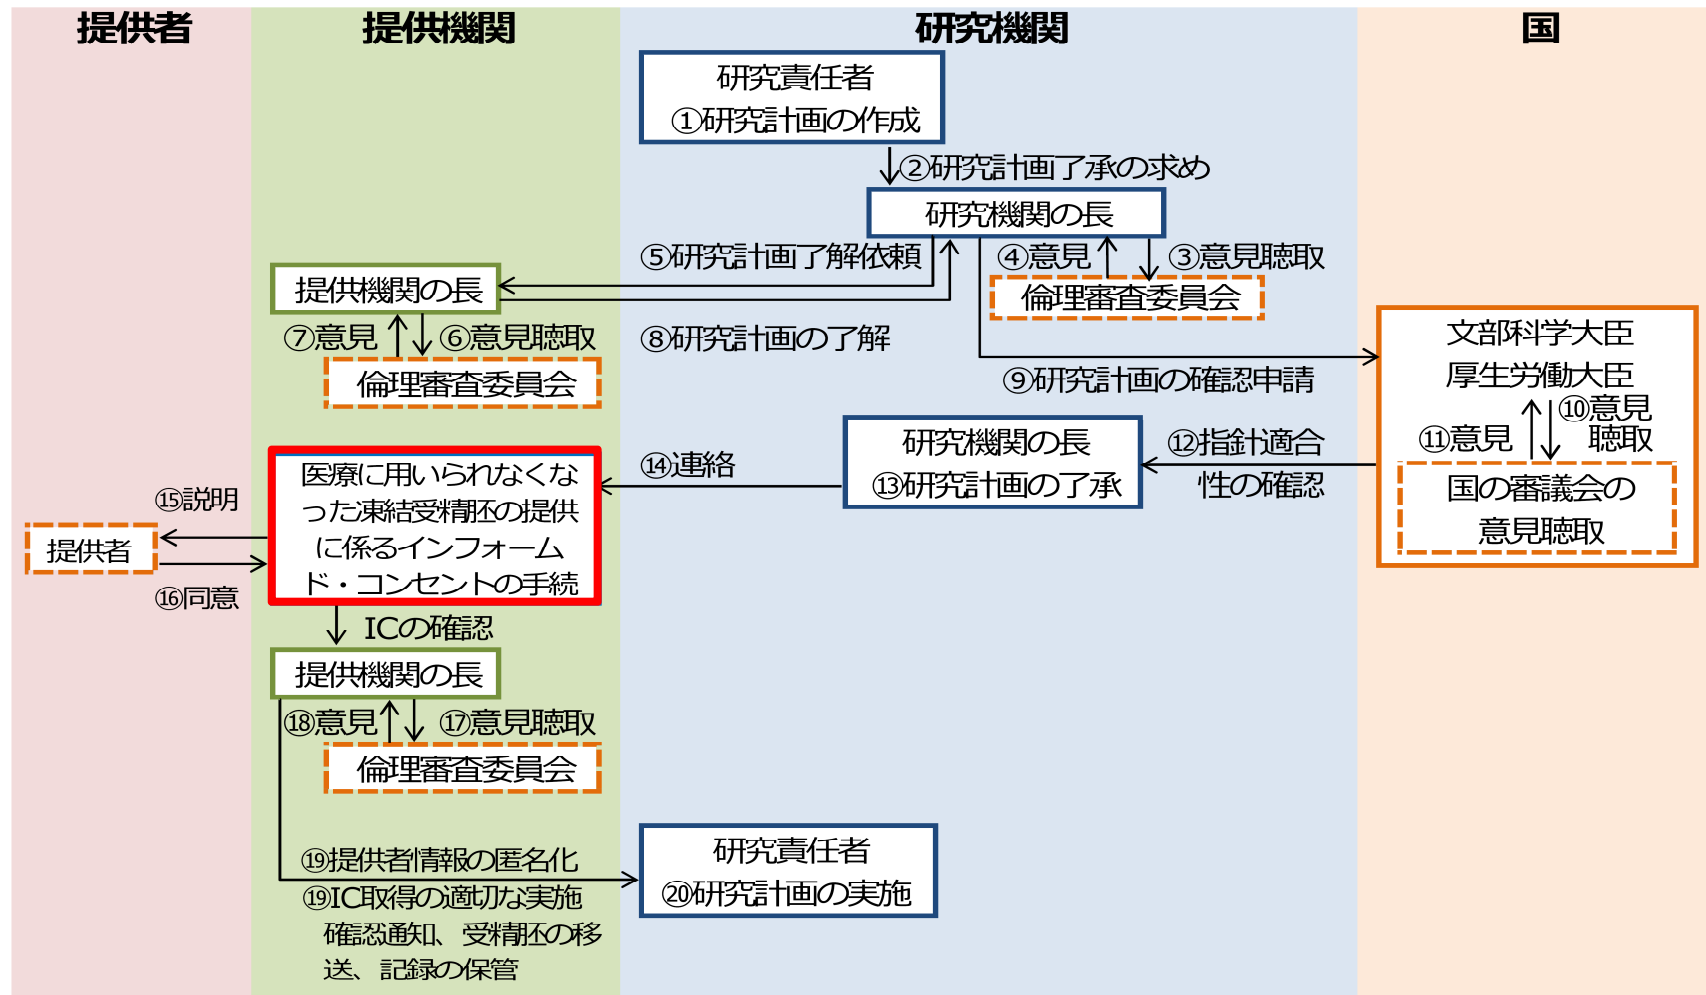 提供者
提供機関
研究機関
国
研究責任者
①研究計画の作成
②研究計画了承の求め
研究機関の長
⑤研究計画了解依頼
④意見
③意見聴取
提供機関の長
倫理審査委員会
⑦意見
⑥意見聴取
⑧研究計画の了解
倫理審査委員会
⑨研究計画の確認申請
文部科学大臣
厚生労働大臣
⑩意見
聴取
⑪意見
国の審議会の
意見聴取
⑫指針適合
性の確認
研究機関の長
⑬研究計画の了承
⑭連絡
医療に用いられなくな
った凍結受精胚の提供
に係るインフォーム
ド・コンセントの手続
⑮説明
提供者
⑯同意
ICの確認
提供機関の長
⑱意見
⑰意見聴取
倫理審査委員会
⑲提供者情報の匿名化
⑲IC取得の適切な実施
確認通知、受精胚の移
送、記録の保管
研究責任者
⑳研究計画の実施